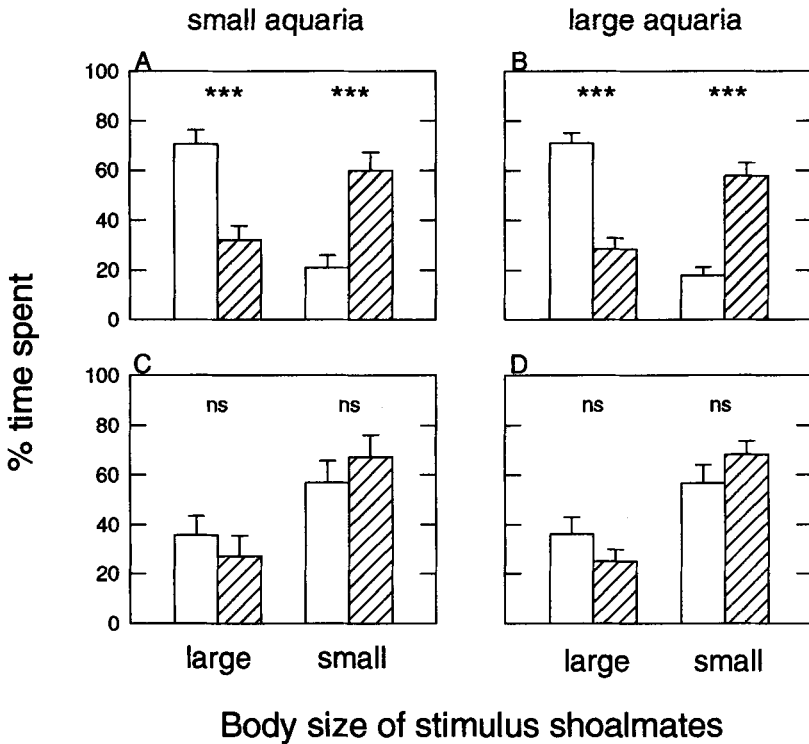 small aquaria large aquaria
A B
100
*** *** *** ***
80
60
40
20
0
C D
100
ns ns ns ns
80
60
40
20
0
% time spent
large small large small
Body size of stimulus shoalmates